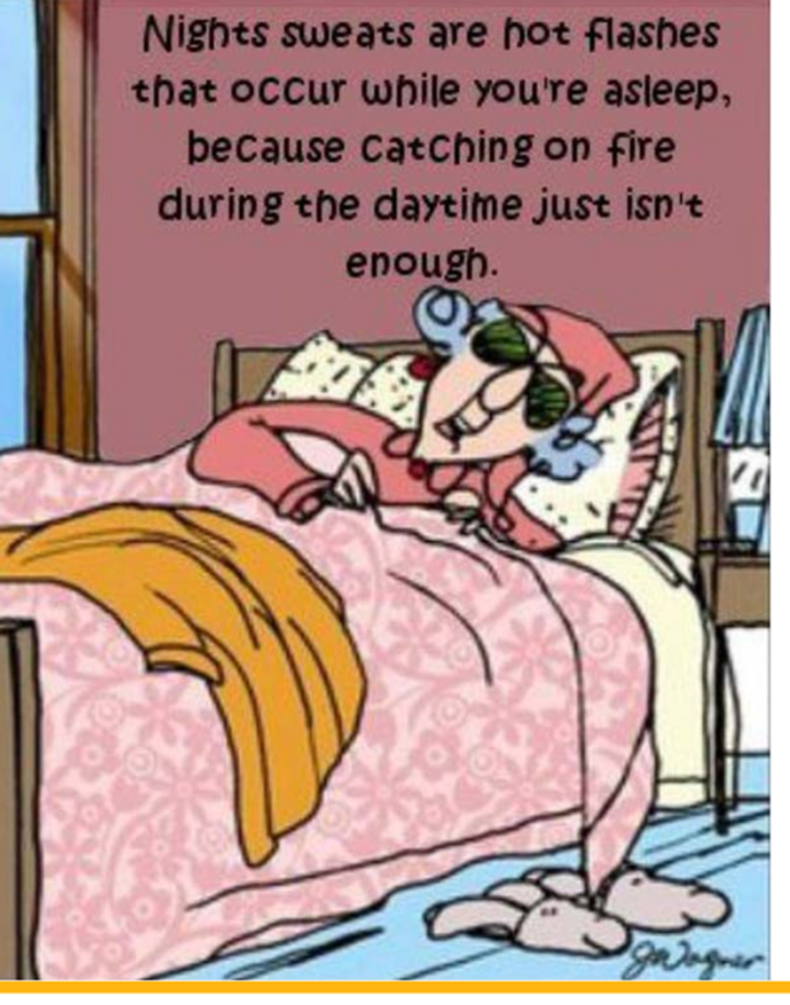 Nights sweats are hot flashes
that occur while you're asleep,
because catching on fire
during the daytime just isn't
enough.
JWagner